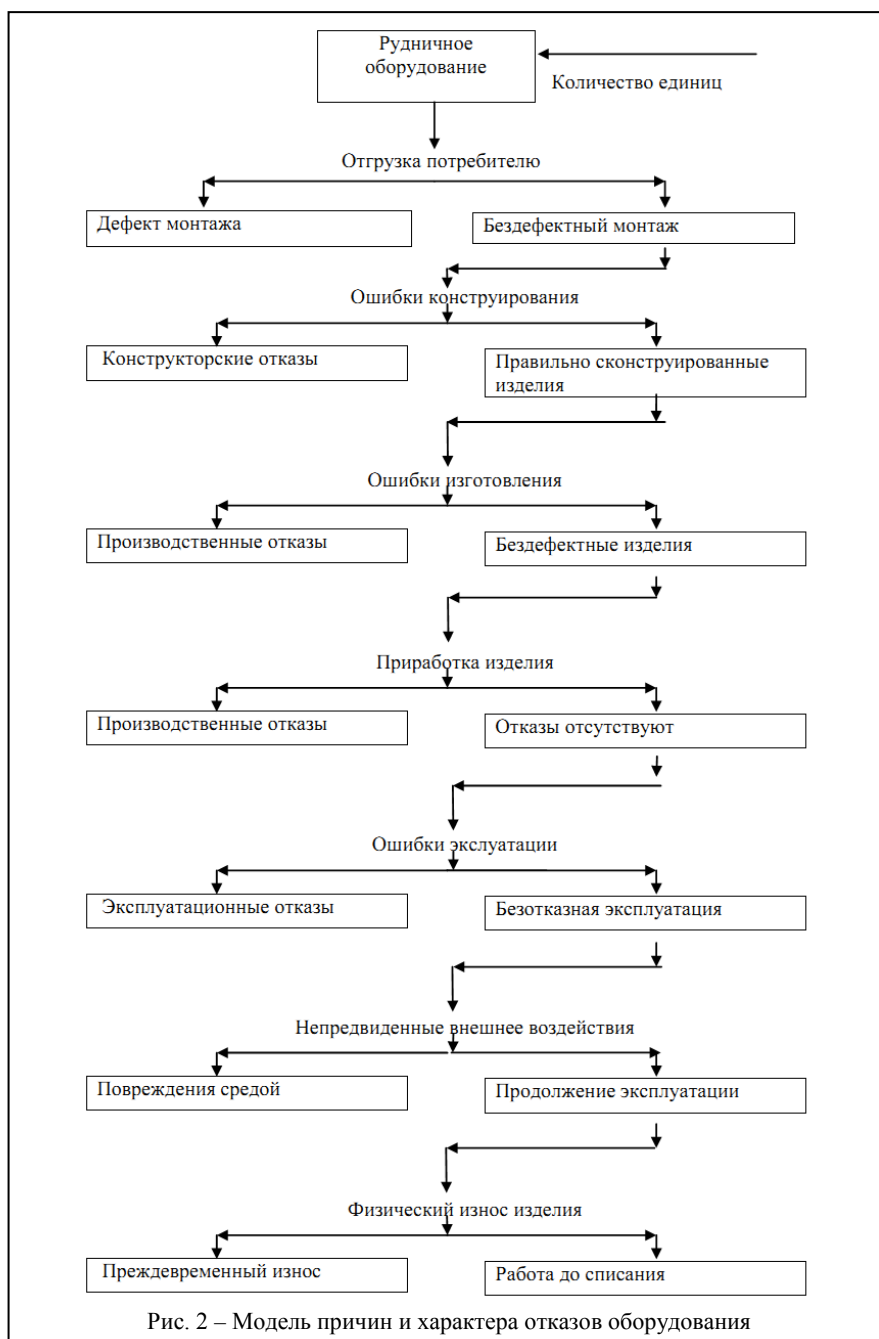 Рудничное
оборудование
Количество единиц
Отгрузка потребителю
Дефект монтажа
Бездефектный монтаж
Ошибки конструирования
Конструкторские отказы
Правильно сконструированные
изделия
Ошибки изготовления
Производственные отказы
Бездефектные изделия
Приработка изделия
Производственные отказы
Отказы отсутствуют
Ошибки экслуатации
Эксплуатационные отказы
Безотказная эксплуатация
Непредвиденные внешнее воздействия
Повреждения средой
Продолжение эксплуатации
Физический износ изделия
Преждевременный износ
Работа до списания
Рис. 2 – Модель причин и характера отказов оборудования